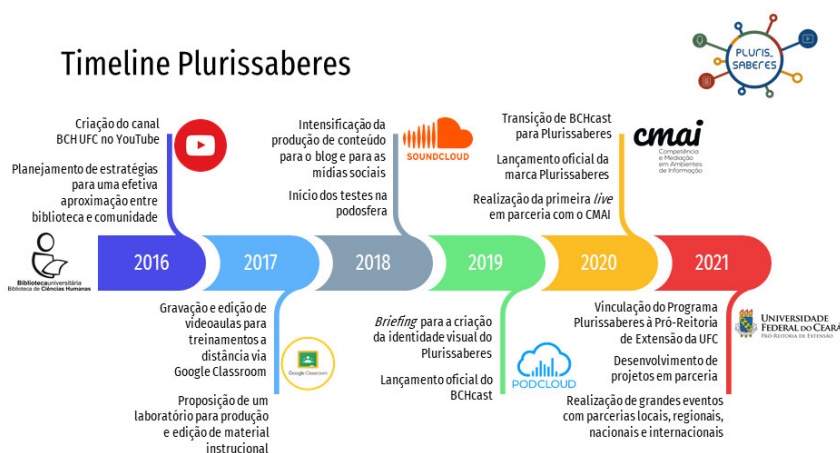 Timeline Plurissaberes
PLURIS_
SABERES
Criação do canal
BCH UFC no YouTube
Planejamento de estratégias
para uma efetiva
aproximação entre
biblioteca e comunidade
Intensificação da
produção de conteúdo
para o blog e para as
mídias sociais
Início dos testes na
podosfera
SOUNDCLOUD
Transição de BCHcast
para Plurissaberes
Lançamento oficial da
marca Plurissaberes
Realização da primeira live
em parceria com o CMAI
cmai
Competência
e Mediação
em Ambientes
de Informação
Bibliotecauniversitária
Biblioteca de Ciências Humanas
2016
2017
2018
2019
2020
2021
Gravação e edição de
videoaulas para
treinamentos a
distância via
Google Classroom
Proposição de um
laboratório para produção
e edição de material
instrucional
Google Classroom
Briefing para a criação
da identidade visual do
Plurissaberes
Lançamento oficial do
BCHcast
PODCLOUD
Vinculação do Programa
Plurissaberes à Pró-Reitoria
de Extensão da UFC
Desenvolvimento de
projetos em parceria
Realização de grandes eventos
com parcerias locais, regionais,
nacionais e internacionais
UNIVERSIDADE
FEDERAL DO CEARÁ
PRÓ-REITORIA DE EXTENSÃO